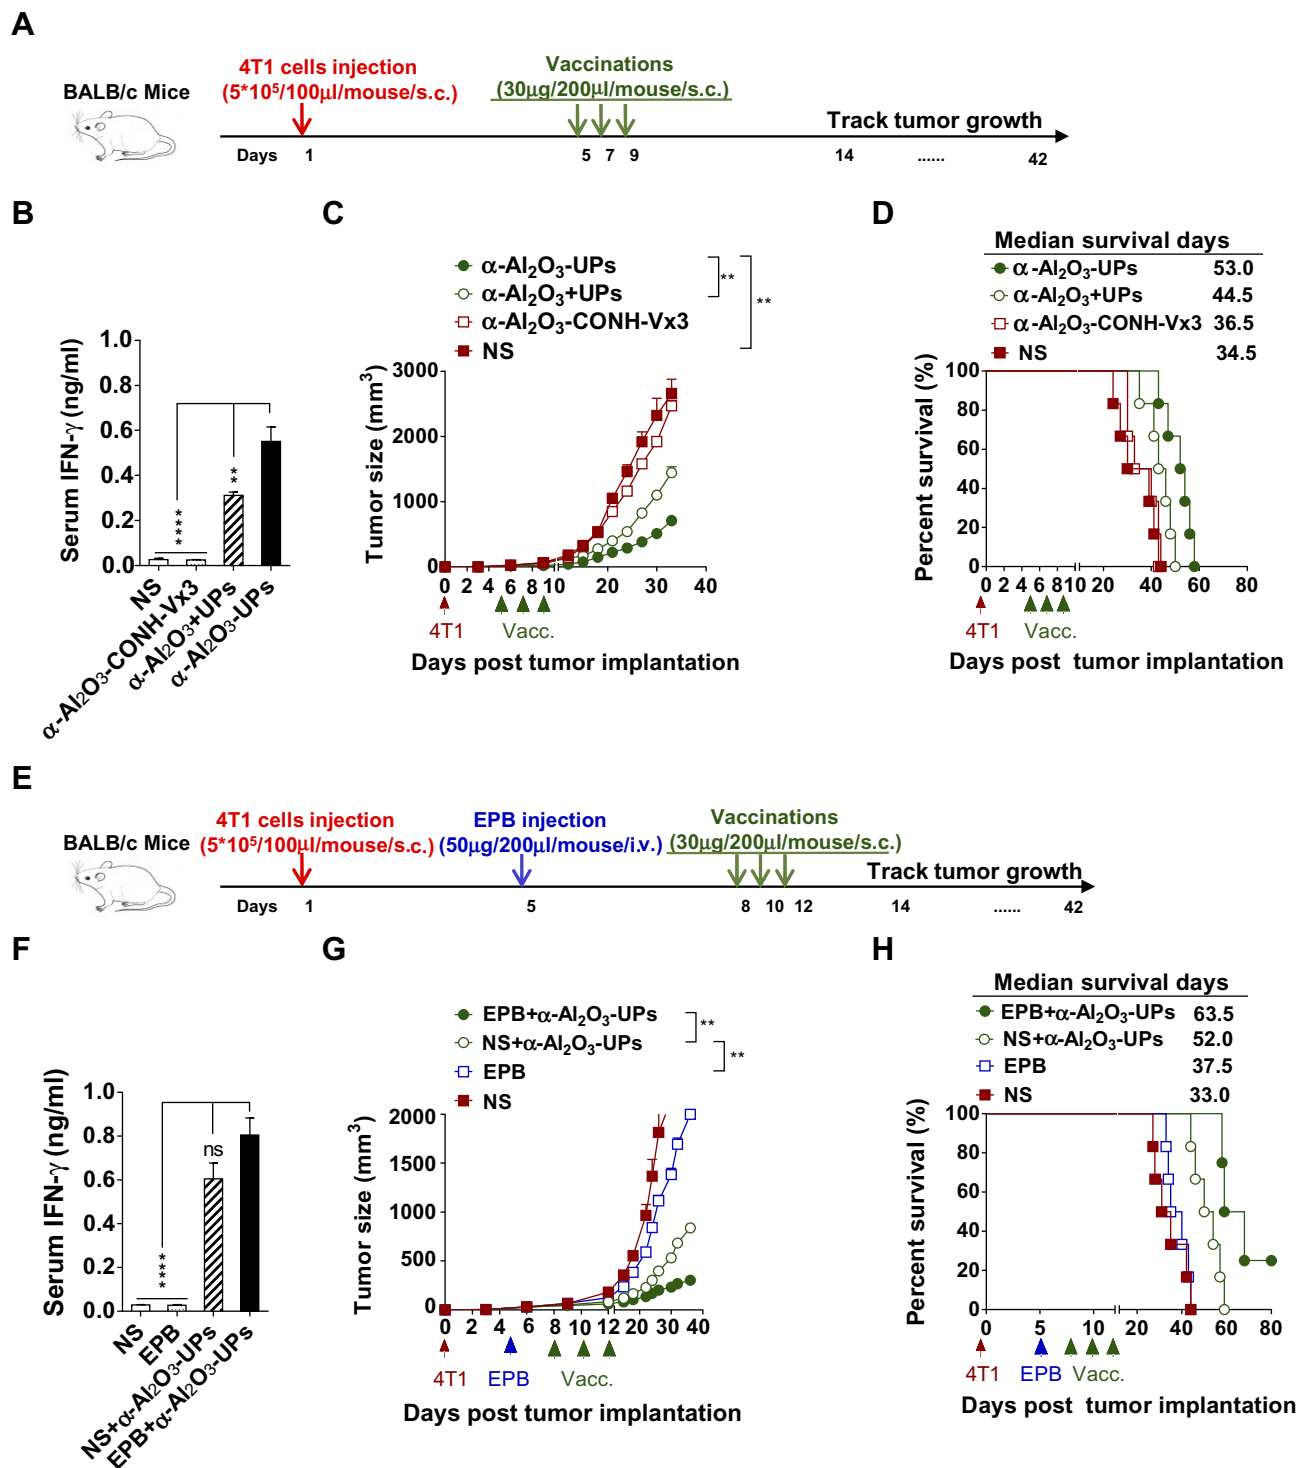 A
4T1 cells injection
(5*10⁵/100μl/mouse/s.c.)
Vaccinations
(30μg/200μl/mouse/s.c.)
BALB/c Mice
Track tumor growth
Days 1 5 7 9 14 ...... 42
B
Serum IFN-γ (ng/ml)
1.0
0.8
0.6
0.4
0.2
0.0
****
**
NS
α-Al₂O₃-CONH-Vx3
α-Al₂O₃+UPs
α-Al₂O₃-UPs
C
α-Al₂O₃-UPs
α-Al₂O₃+UPs
α-Al₂O₃-CONH-Vx3
NS
**
**
Tumor size (mm³)
3000
2000
1000
0
0 2 4 6 8 10 20 30 40
4T1 Vacc.
Days post tumor implantation
D
Median survival days
α-Al₂O₃-UPs 53.0
α-Al₂O₃+UPs 44.5
α-Al₂O₃-CONH-Vx3 36.5
NS 34.5
Percent survival (%)
100
80
60
40
20
0
0 2 4 6 8 10 20 40 60 80
4T1 Vacc.
Days post tumor implantation
E
4T1 cells injection
(5*10⁵/100μl/mouse/s.c.)
EPB injection
(50μg/200μl/mouse/i.v.)
Vaccinations
(30μg/200μl/mouse/s.c.)
BALB/c Mice
Track tumor growth
Days 1 5 8 10 12 14 ...... 42
F
Serum IFN-γ (ng/ml)
1.0
0.8
0.6
0.4
0.2
0.0
****
ns
NS
EPB
NS+α-Al₂O₃-UPs
EPB+α-Al₂O₃-UPs
G
EPB+α-Al₂O₃-UPs
NS+α-Al₂O₃-UPs
EPB
NS
**
**
Tumor size (mm³)
2000
1500
1000
500
0
0 2 4 6 8 10 12 20 30 40
4T1 EPB Vacc.
Days post tumor implantation
H
Median survival days
EPB+α-Al₂O₃-UPs 63.5
NS+α-Al₂O₃-UPs 52.0
EPB 37.5
NS 33.0
Percent survival (%)
100
80
60
40
20
0
0 5 10 20 40 60 80
4T1 EPB Vacc.
Days post tumor implantation